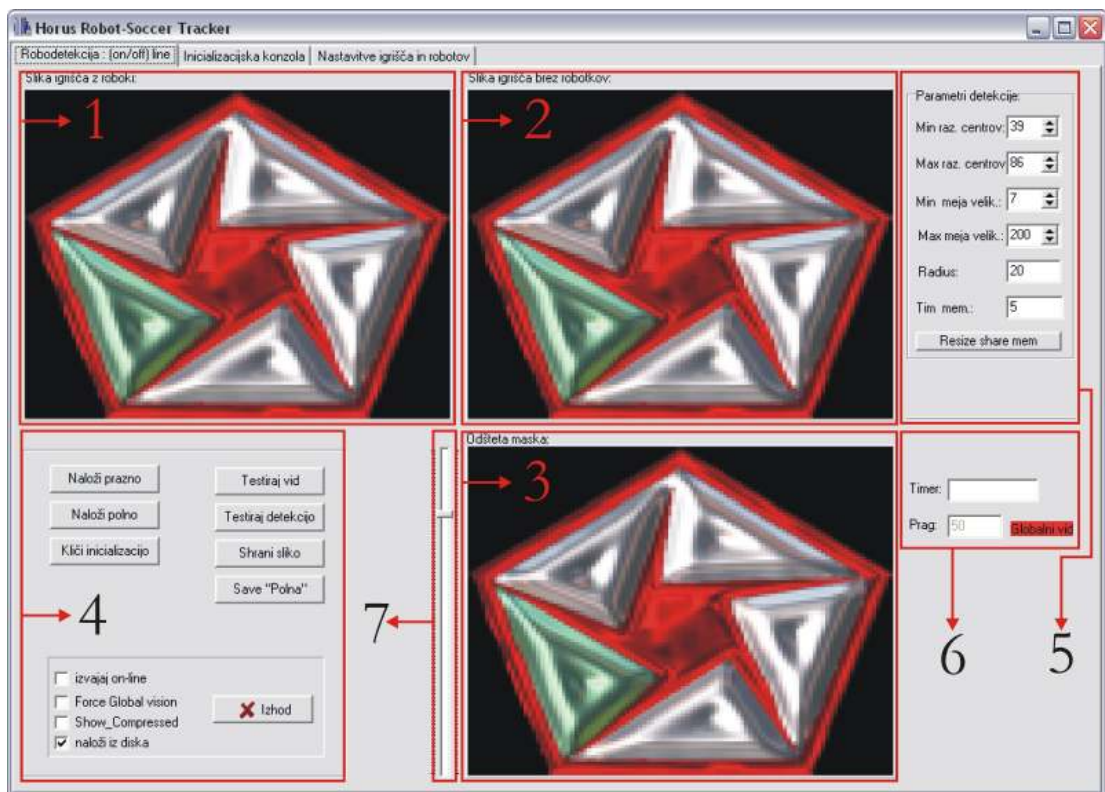 Horus Robot-Soccer Tracker
Robodetekcija : (on/off) line
Inicializacijska konzola
Nastavitve igrišča in robotov
Slika igrišča z roboki:
Slika igrišča brez robotkov:
1
2
Parametri detekcije:
Min raz. centrov: 39
Max raz. centrov 86
Min meja velik.: 7
Max meja velik.: 200
Radius: 20
Tim mem.: 5
Resize share mem
Odšteta maska:
3
Naloži prazno
Naloži polno
Kliči inicializacijo
Testiraj vid
Testiraj detekcijo
Shrani sliko
Save "Polna"
4
7
izvajaj on-line
Force Global vision
Show_Compressed
naloži iz diska
Izhod
Timer:
Prag: 50
Globalni vid
6
5